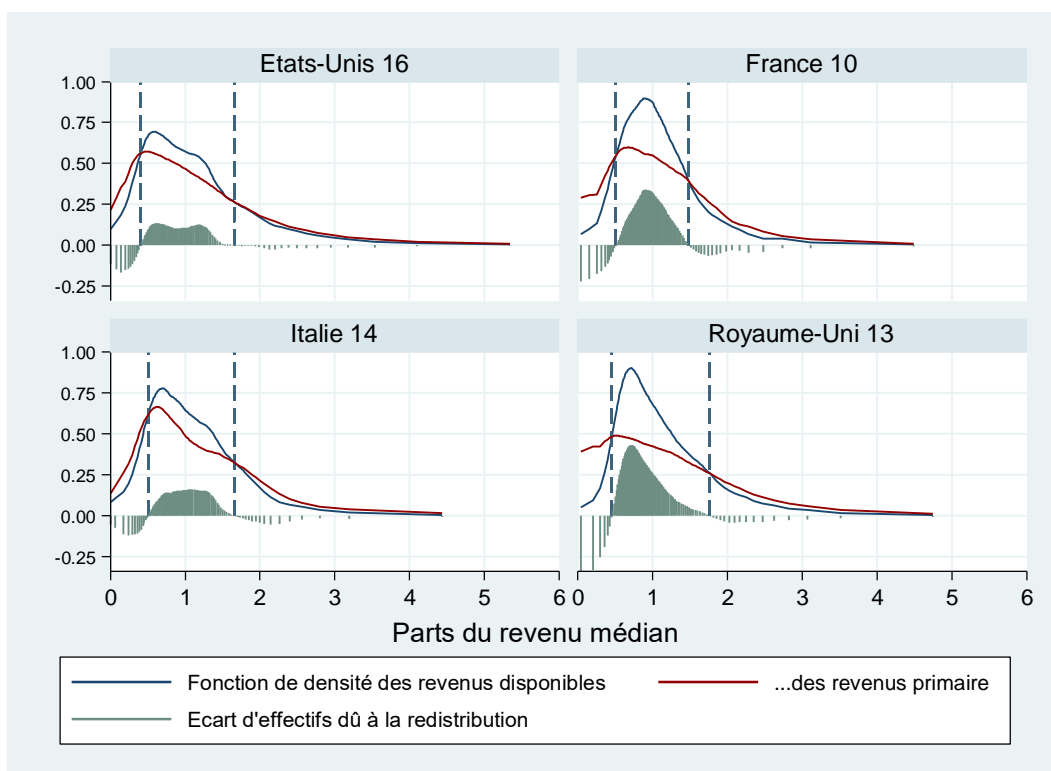 Etats-Unis 16
France 10
1.00
0.75
0.50
0.25
0.00
-0.25
Italie 14
Royaume-Uni 13
1.00
0.75
0.50
0.25
0.00
-0.25
0 1 2 3 4 5 6 0 1 2 3 4 5 6
Parts du revenu médian
Fonction de densité des revenus disponibles
...des revenus primaire
Ecart d'effectifs dû à la redistribution